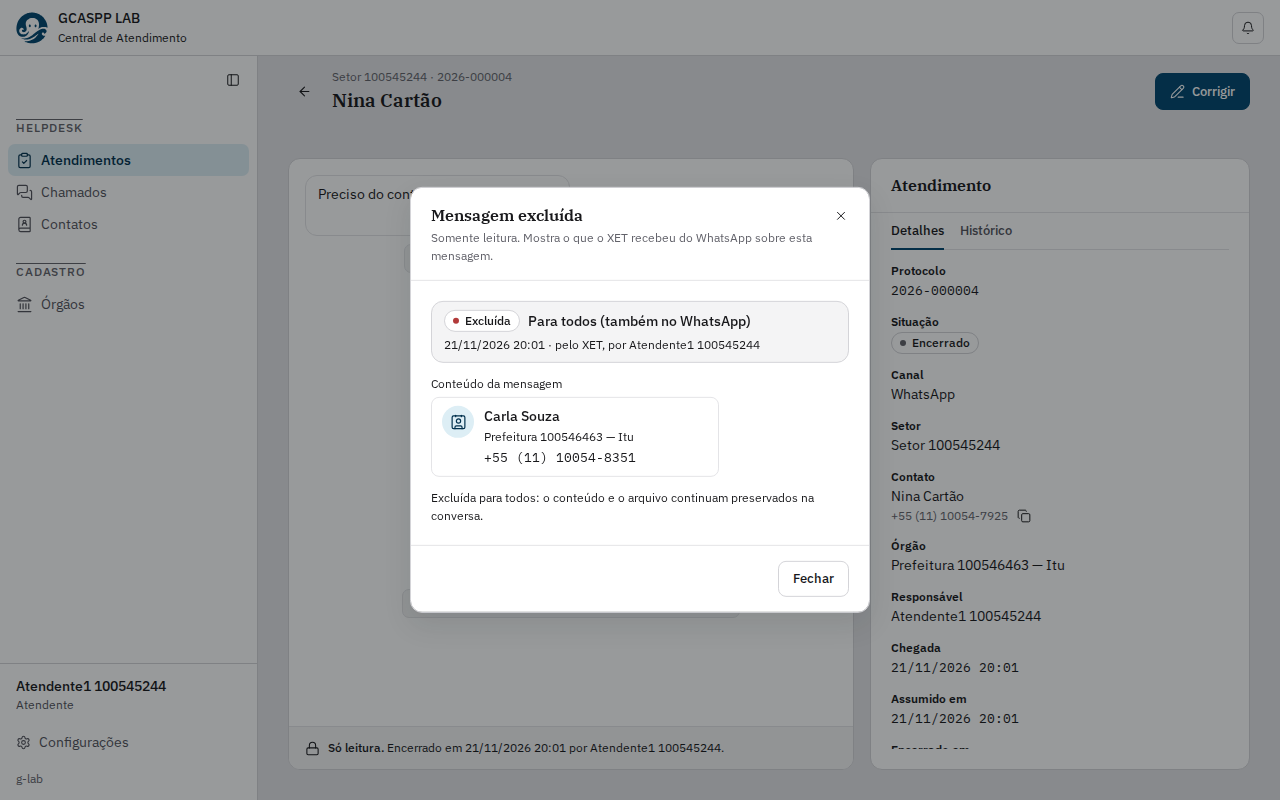 GCASPP LAB
Central de Atendimento
HELPDESK
Atendimentos
Chamados
Contatos
CADASTRO
Órgãos
Atendente1 100545244
Atendente
Configurações
g-lab
Setor 100545244 · 2026-000004
Nina Cartão
Corrigir
Preciso do
Mensagem excluída
Somente leitura. Mostra o que o XET recebeu do WhatsApp sobre esta
mensagem.
Excluída Para todos (também no WhatsApp)
21/11/2026 20:01 · pelo XET, por Atendente1 100545244
Conteúdo da mensagem
Carla Souza
Prefeitura 100546463 — Itu
+55 (11) 10054-8351
Excluída para todos: o conteúdo e o arquivo continuam preservados na
conversa.
Fechar
Só leitura. Encerrado em 21/11/2026 20:01 por Atendente1 100545244.
Atendimento
Detalhes Histórico
Protocolo
2026-000004
Situação
Encerrado
Canal
WhatsApp
Setor
Setor 100545244
Contato
Nina Cartão
+55 (11) 10054-7925
Órgão
Prefeitura 100546463 — Itu
Responsável
Atendente1 100545244
Chegada
21/11/2026 20:01
Assumido em
21/11/2026 20:01